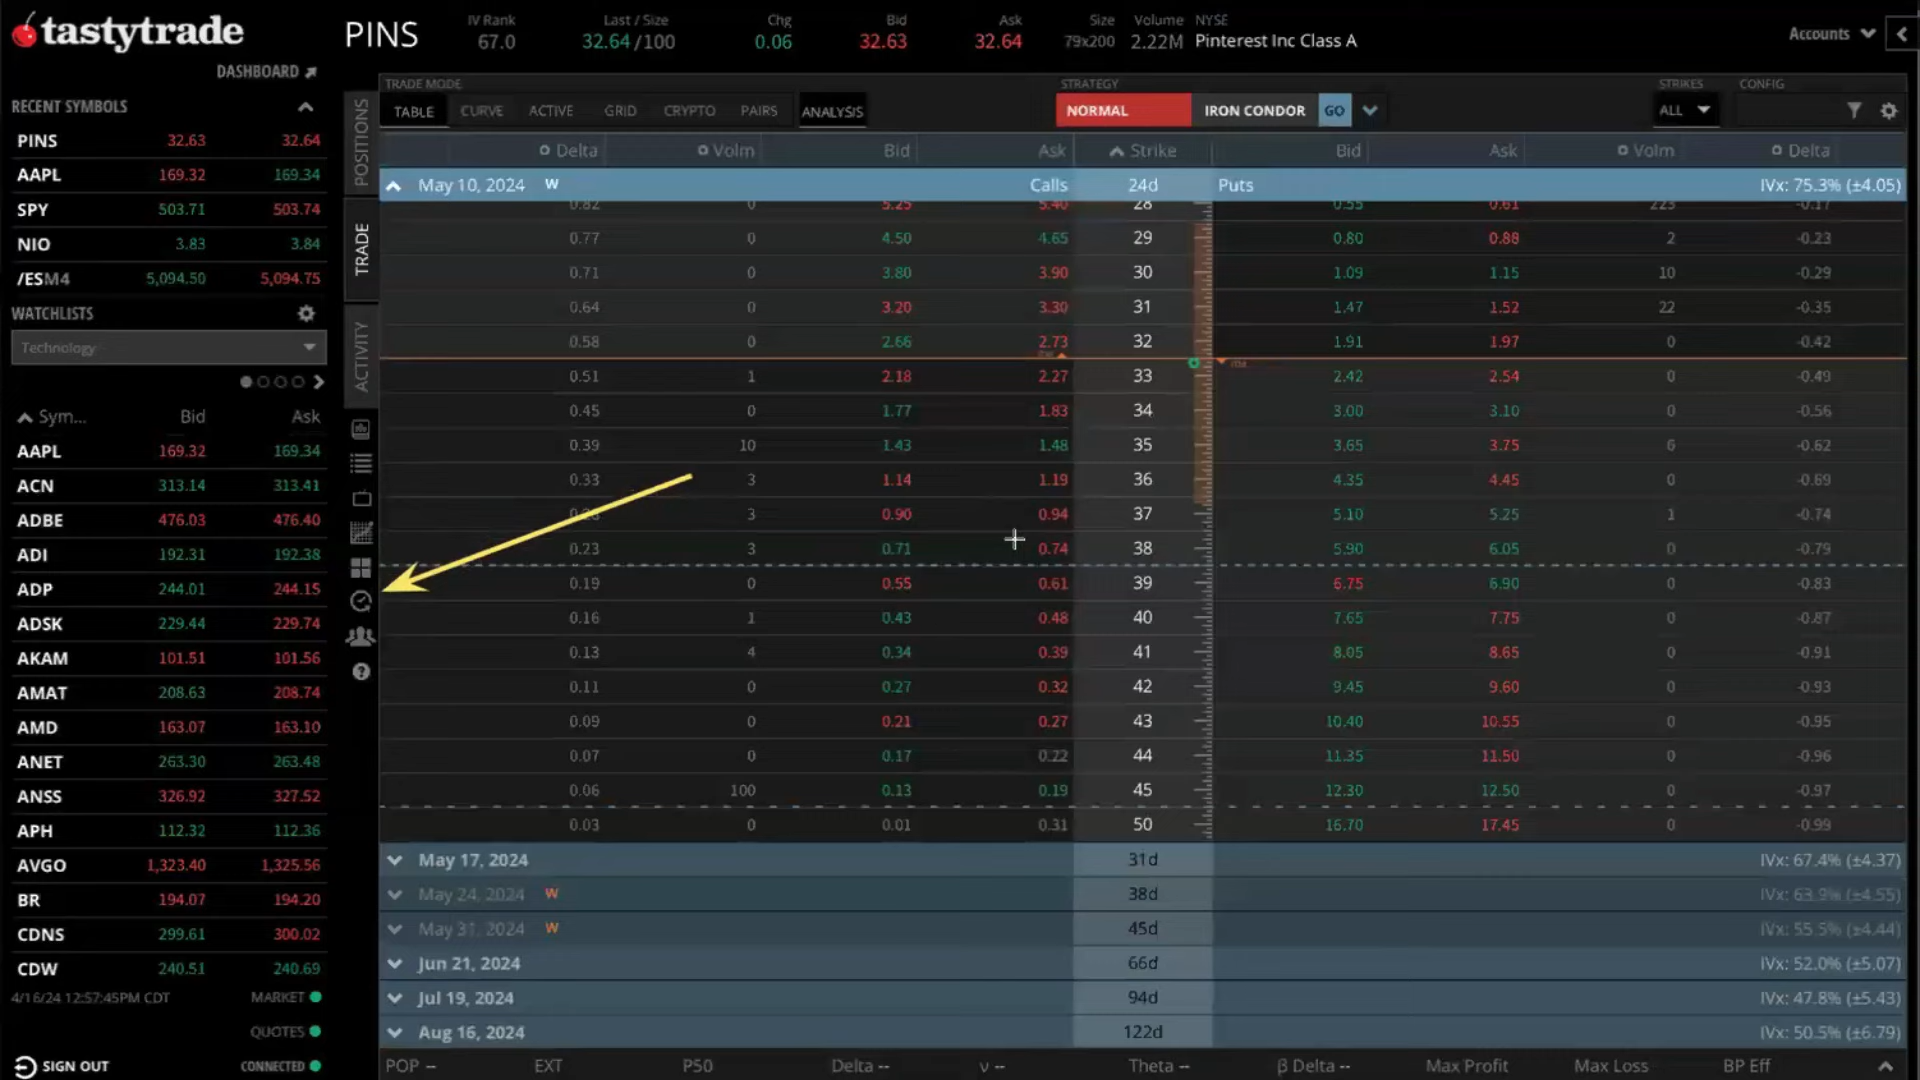 tastytrade
DASHBOARD
PINS
IV Rank
67.0
Last / Size
32.64 /100
Chg
0.06
Bid
32.63
Ask
32.64
Size
79x200
Volume
2.22M
NYSE
Pinterest Inc Class A
Accounts
RECENT SYMBOLS
PINS 32.63 32.64
AAPL 169.32 169.34
SPY 503.71 503.74
NIO 3.83 3.84
/ESM4 5,094.50 5,094.75
WATCHLISTS
Technology
Sym... Bid Ask
AAPL 169.32 169.34
ACN 313.14 313.41
ADBE 476.03 476.40
ADI 192.31 192.38
ADP 244.01 244.15
ADSK 229.44 229.74
AKAM 101.51 101.56
AMAT 208.63 208.74
AMD 163.07 163.10
ANET 263.30 263.48
ANSS 326.92 327.52
APH 112.32 112.36
AVGO 1,323.40 1,325.56
BR 194.07 194.20
CDNS 299.61 300.02
CDW 240.51 240.69
4/16/24 12:57:45PM CDT MARKET
QUOTES
SIGN OUT CONNECTED
POSITIONS
TRADE
ACTIVITY
TRADE MODE
TABLE CURVE ACTIVE GRID CRYPTO PAIRS ANALYSIS
STRATEGY
NORMAL IRON CONDOR GO
STRIKES
ALL
CONFIG
Delta Volm Bid Ask Strike Bid Ask Volm Delta
May 10, 2024 W Calls 24d Puts IVx: 75.3% (±4.05)
0.82 0 5.25 5.40 28 0.55 0.61 223 -0.17
0.77 0 4.50 4.65 29 0.80 0.88 2 -0.23
0.71 0 3.80 3.90 30 1.09 1.15 10 -0.29
0.64 0 3.20 3.30 31 1.47 1.52 22 -0.35
0.58 0 2.66 2.73 32 1.91 1.97 0 -0.42
0.51 1 2.18 2.27 33 2.42 2.54 0 -0.49
0.45 0 1.77 1.83 34 3.00 3.10 0 -0.56
0.39 10 1.43 1.48 35 3.65 3.75 6 -0.62
0.33 3 1.14 1.19 36 4.35 4.45 0 -0.69
3 0.90 0.94 37 5.10 5.25 1 -0.74
0.23 3 0.71 0.74 38 5.90 6.05 0 -0.79
0.19 0 0.55 0.61 39 6.75 6.90 0 -0.83
0.16 1 0.43 0.48 40 7.65 7.75 0 -0.87
0.13 4 0.34 0.39 41 8.05 8.65 0 -0.91
0.11 0 0.27 0.32 42 9.45 9.60 0 -0.93
0.09 0 0.21 0.27 43 10.40 10.55 0 -0.95
0.07 0 0.17 0.22 44 11.35 11.50 0 -0.96
0.06 100 0.13 0.19 45 12.30 12.50 0 -0.97
0.03 0 0.01 0.31 50 16.70 17.45 0 -0.99
May 17, 2024 31d IVx: 67.4% (±4.37)
May 24, 2024 W 38d IVx: 63.9% (±4.55)
May 31, 2024 W 45d IVx: 55.5% (±4.44)
Jun 21, 2024 66d IVx: 52.0% (±5.07)
Jul 19, 2024 94d IVx: 47.8% (±5.43)
Aug 16, 2024 122d IVx: 50.5% (±6.79)
POP -- EXT P50 Delta -- ν -- Theta -- β Delta -- Max Profit Max Loss BP Eff